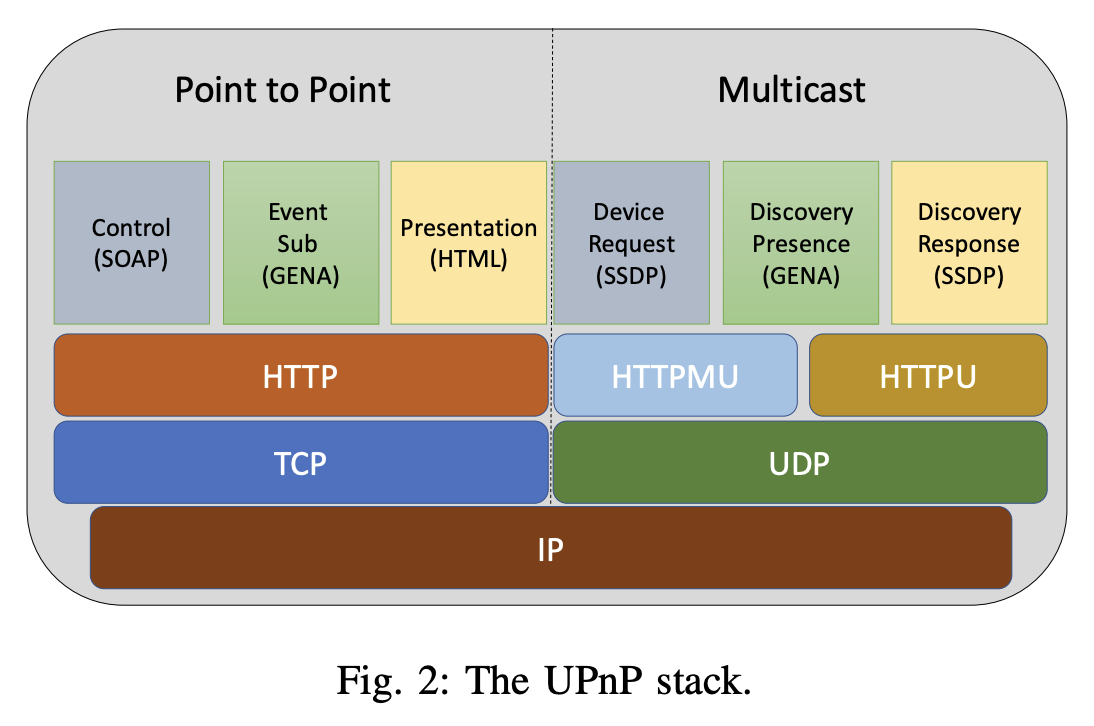 Point to Point
Multicast
Control
(SOAP)
Event
Sub
(GENA)
Presentation
(HTML)
Device
Request
(SSDP)
Discovery
Presence
(GENA)
Discovery
Response
(SSDP)
HTTP
HTTPMU
HTTPU
TCP
UDP
IP
Fig. 2: The UPnP stack.